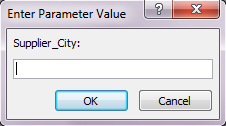 Enter Parameter Value
?
Supplier_City:
OK
Cancel